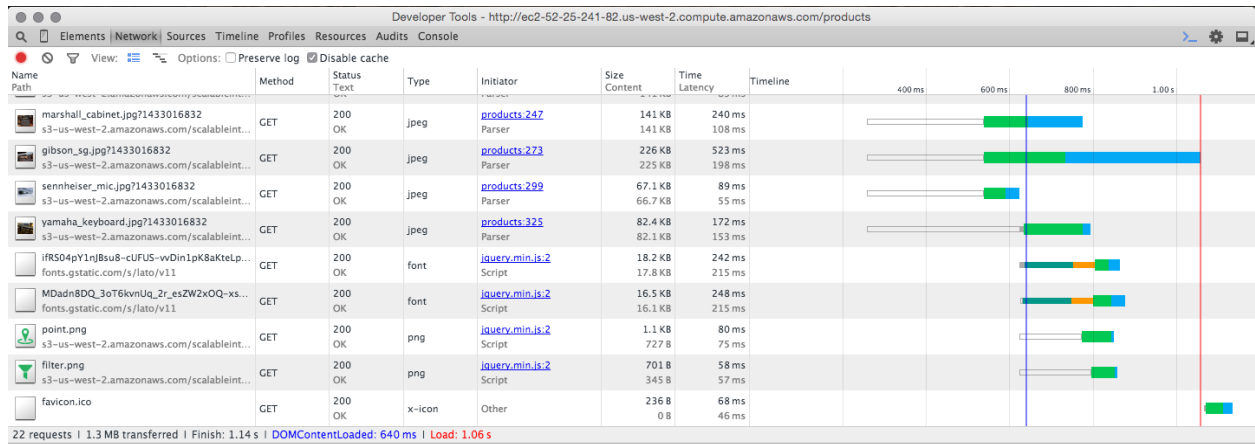 Developer Tools - http://ec2-52-25-241-82.us-west-2.compute.amazonaws.com/products
Elements Network Sources Timeline Profiles Resources Audits Console
View: Options: Preserve log Disable cache
Name Method Status Type Initiator Size Time Timeline
Path Text Content Latency
400 ms 600 ms 800 ms 1.00 s
marshall_cabinet.jpg?1433016832 GET 200 jpeg products:247 141 KB 240 ms
s3-us-west-2.amazonaws.com/scalableint... OK Parser 141 KB 108 ms
gibson_sg.jpg?1433016832 GET 200 jpeg products:273 226 KB 523 ms
s3-us-west-2.amazonaws.com/scalableint... OK Parser 225 KB 198 ms
sennheiser_mic.jpg?1433016832 GET 200 jpeg products:299 67.1 KB 89 ms
s3-us-west-2.amazonaws.com/scalableint... OK Parser 66.7 KB 55 ms
yamaha_keyboard.jpg?1433016832 GET 200 jpeg products:325 82.4 KB 172 ms
s3-us-west-2.amazonaws.com/scalableint... OK Parser 82.1 KB 153 ms
ifRS04pY1nJBsu8-cUFUS-vvDin1pK8aKteLp... GET 200 font jquery.min.js:2 18.2 KB 242 ms
fonts.gstatic.com/s/lato/v11 OK Script 17.8 KB 215 ms
MDadn8DQ_3oT6kvnUq_2r_esZW2xOQ-xs... GET 200 font jquery.min.js:2 16.5 KB 248 ms
fonts.gstatic.com/s/lato/v11 OK Script 16.1 KB 215 ms
point.png GET 200 png jquery.min.js:2 1.1 KB 80 ms
s3-us-west-2.amazonaws.com/scalableint... OK Script 727 B 75 ms
filter.png GET 200 png jquery.min.js:2 701 B 58 ms
s3-us-west-2.amazonaws.com/scalableint... OK Script 345 B 57 ms
favicon.ico GET 200 x-icon Other 236 B 68 ms
OK 0 B 46 ms
22 requests | 1.3 MB transferred | Finish: 1.14 s | DOMContentLoaded: 640 ms | Load: 1.06 s